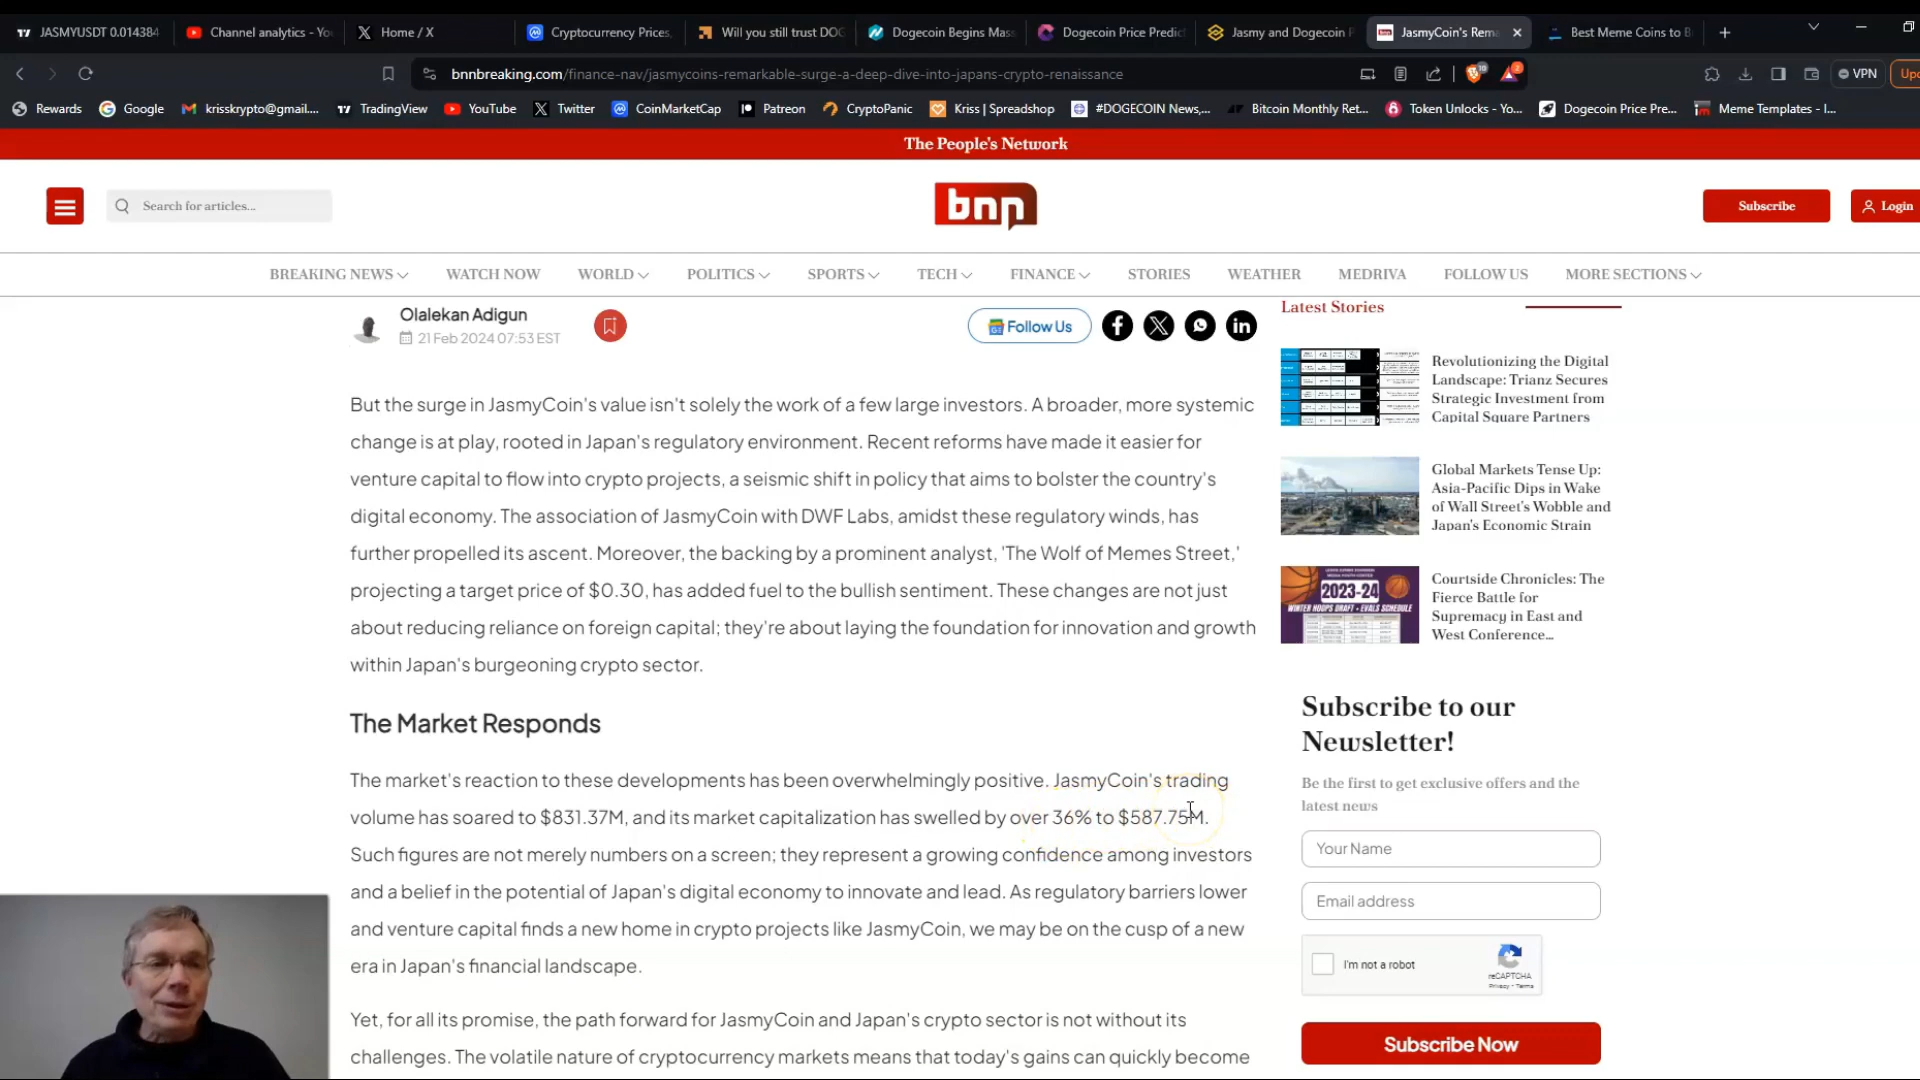 JASMYUSDT 0.014384
Channel analytics - Yo
Home / X
Cryptocurrency Prices,
Will you still trust DOG
Dogecoin Begins Mass
Dogecoin Price Predict
Jasmy and Dogecoin P
JasmyCoin's Rema
Best Meme Coins to B
bnnbreaking.com/finance-nav/jasmycoins-remarkable-surge-a-deep-dive-into-japans-crypto-renaissance
10
2
VPN
Upd
Rewards
Google
krisskrypto@gmail....
TradingView
YouTube
Twitter
CoinMarketCap
Patreon
CryptoPanic
Kriss | Spreadshop
#DOGECOIN News,...
Bitcoin Monthly Ret...
Token Unlocks - Yo...
Dogecoin Price Pre...
Meme Templates - I...
The People's Network
Search for articles...
bnn
Subscribe
Login
BREAKING NEWS
WATCH NOW
WORLD
POLITICS
SPORTS
TECH
FINANCE
STORIES
WEATHER
MEDRIVA
FOLLOW US
MORE SECTIONS
Olalekan Adigun
21 Feb 2024 07:53 EST
Follow Us
But the surge in JasmyCoin's value isn't solely the work of a few large investors. A broader, more systemic
change is at play, rooted in Japan's regulatory environment. Recent reforms have made it easier for
venture capital to flow into crypto projects, a seismic shift in policy that aims to bolster the country's
digital economy. The association of JasmyCoin with DWF Labs, amidst these regulatory winds, has
further propelled its ascent. Moreover, the backing by a prominent analyst, 'The Wolf of Memes Street,'
projecting a target price of $0.30, has added fuel to the bullish sentiment. These changes are not just
about reducing reliance on foreign capital; they're about laying the foundation for innovation and growth
within Japan's burgeoning crypto sector.
The Market Responds
The market's reaction to these developments has been overwhelmingly positive. JasmyCoin's trading
volume has soared to $831.37M, and its market capitalization has swelled by over 36% to $587.75M.
Such figures are not merely numbers on a screen; they represent a growing confidence among investors
and a belief in the potential of Japan's digital economy to innovate and lead. As regulatory barriers lower
and venture capital finds a new home in crypto projects like JasmyCoin, we may be on the cusp of a new
era in Japan's financial landscape.
Yet, for all its promise, the path forward for JasmyCoin and Japan's crypto sector is not without its
challenges. The volatile nature of cryptocurrency markets means that today's gains can quickly become
Latest Stories
Revolutionizing the Digital
Landscape: Trianz Secures
Strategic Investment from
Capital Square Partners
Global Markets Tense Up:
Asia-Pacific Dips in Wake
of Wall Street's Wobble and
Japan's Economic Strain
2023-24
WINTER HOOPS DRAFT - EVALS SCHEDULE
Courtside Chronicles: The
Fierce Battle for
Supremacy in East and
West Conference...
Subscribe to our
Newsletter!
Be the first to get exclusive offers and the
latest news
Your Name
Email address
I'm not a robot
reCAPTCHA
Privacy - Terms
Subscribe Now